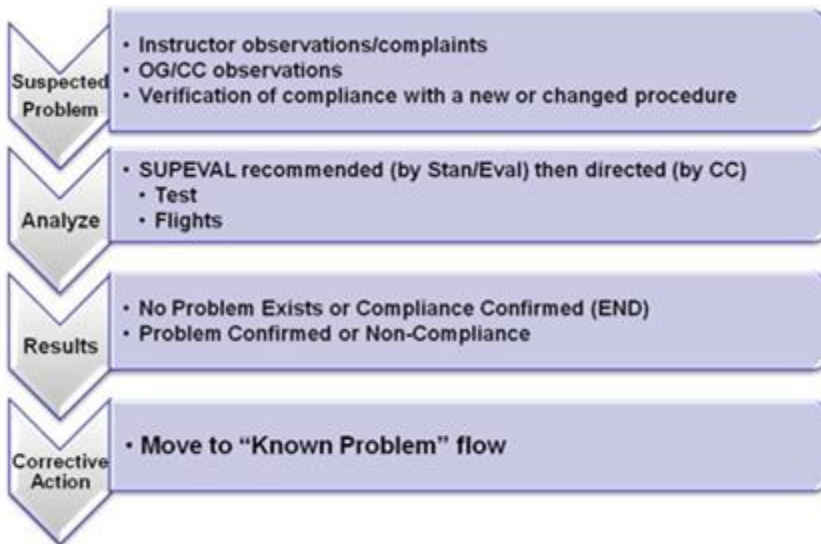 Suspected
Problem
• Instructor observations/complaints
• OG/CC observations
• Verification of compliance with a new or changed procedure
Analyze
• SUPEVAL recommended (by Stan/Eval) then directed (by CC)
• Test
• Flights
Results
• No Problem Exists or Compliance Confirmed (END)
• Problem Confirmed or Non-Compliance
Corrective
Action
• Move to “Known Problem” flow